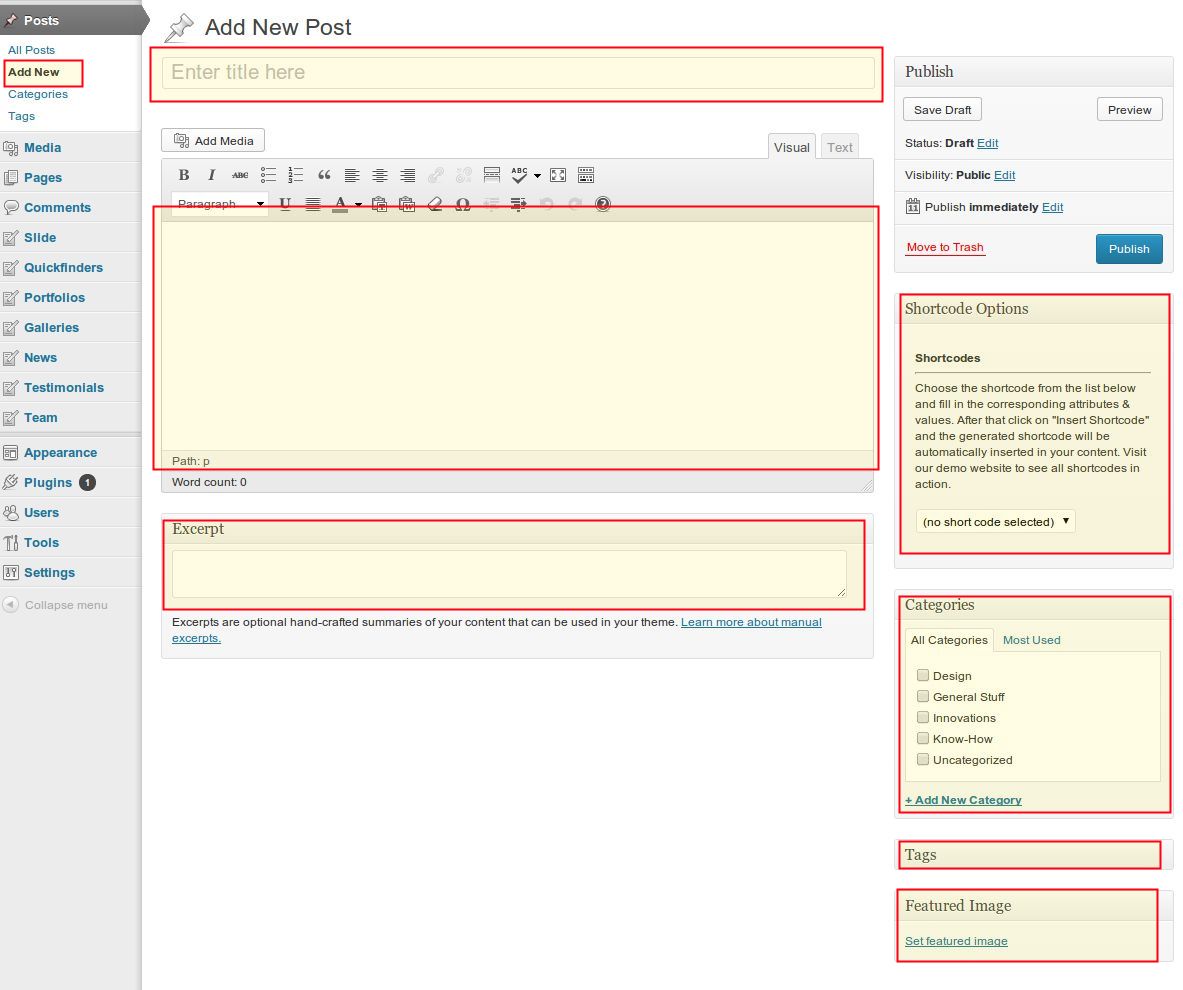 Posts
All Posts
Add New
Categories
Tags
Media
Pages
Comments
Slide
Quickfinders
Portfolios
Galleries
News
Testimonials
Team
Appearance
Plugins 1
Users
Tools
Settings
Collapse menu
Add New Post
Enter title here
Add Media
Visual Text
B I ABC ABC
Paragraph U A Ω
Path: p
Word count: 0
Excerpt
Excerpts are optional hand-crafted summaries of your content that can be used in your theme. Learn more about manual
excerpts.
Publish
Save Draft Preview
Status: Draft Edit
Visibility: Public Edit
11 Publish immediately Edit
Move to Trash Publish
Shortcode Options
Shortcodes
Choose the shortcode from the list below
and fill in the corresponding attributes &
values. After that click on "Insert Shortcode"
and the generated shortcode will be
automatically inserted in your content. Visit
our demo website to see all shortcodes in
action.
(no short code selected)
Categories
All Categories Most Used
Design
General Stuff
Innovations
Know-How
Uncategorized
+ Add New Category
Tags
Featured Image
Set featured image